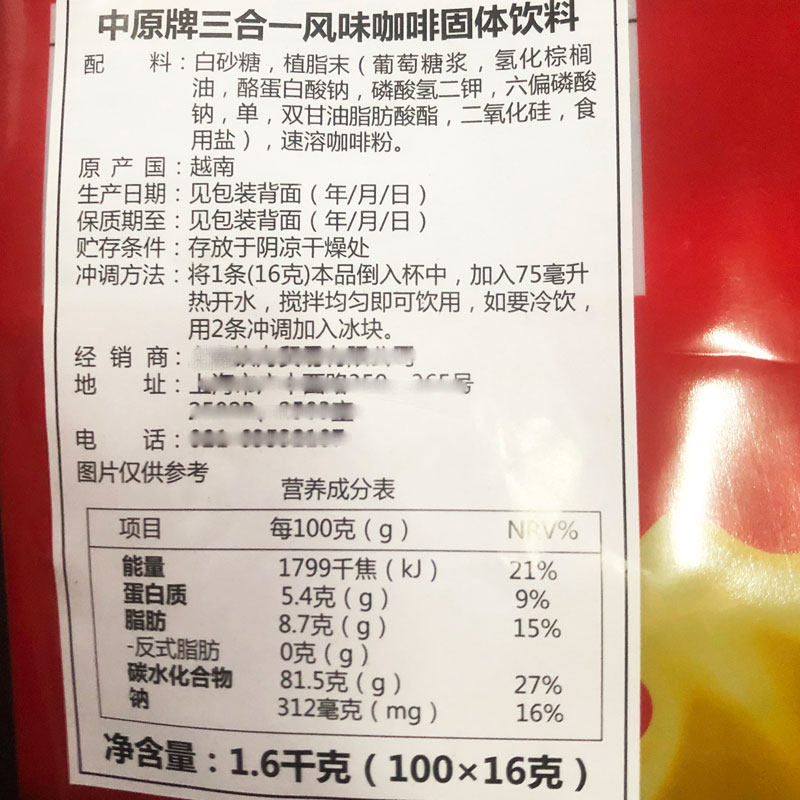 中原牌三合一风味咖啡固体饮料
配 料：白砂糖，植脂末（葡萄糖浆，氢化棕榈
油，酪蛋白酸钠，磷酸氢二钾，六偏磷酸
钠，单，双甘油脂肪酸酯，二氧化硅，食
用盐），速溶咖啡粉。
原 产 国：越南
生产日期：见包装背面（年/月/日）
保质期至：见包装背面（年/月/日）
贮存条件：存放于阴凉干燥处
冲调方法：将1条(16克)本品倒入杯中，加入75毫升
热开水，搅拌均匀即可饮用，如要冷饮，
用2条冲调加入冰块。
经 销 商：
地 址：
电 话：
图片仅供参考
营养成分表
项目 每100克（g） NRV%
能量 1799千焦（kJ） 21%
蛋白质 5.4克（g） 9%
脂肪 8.7克（g） 15%
-反式脂肪 0克（g）
碳水化合物 81.5克（g） 27%
钠 312毫克（mg） 16%
净含量：1.6千克（100×16克）